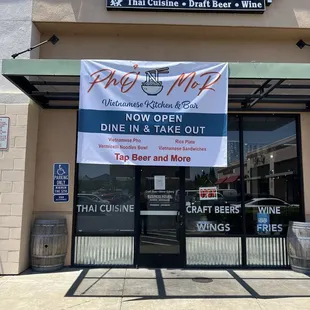 Thai Cuisine • Draft Beer • Wine
PhO N MoR
Vietnamese Kitchen & Bar
NOW OPEN
DINE IN & TAKE OUT
Vietnamese Pho
Rice Plate
Vermicelli Noodles Bowl
Vietnamese Sandwiches
Tap Beer and More
THAI CUISINE
CRAFT BEERS
WINE
WINGS
FRIES